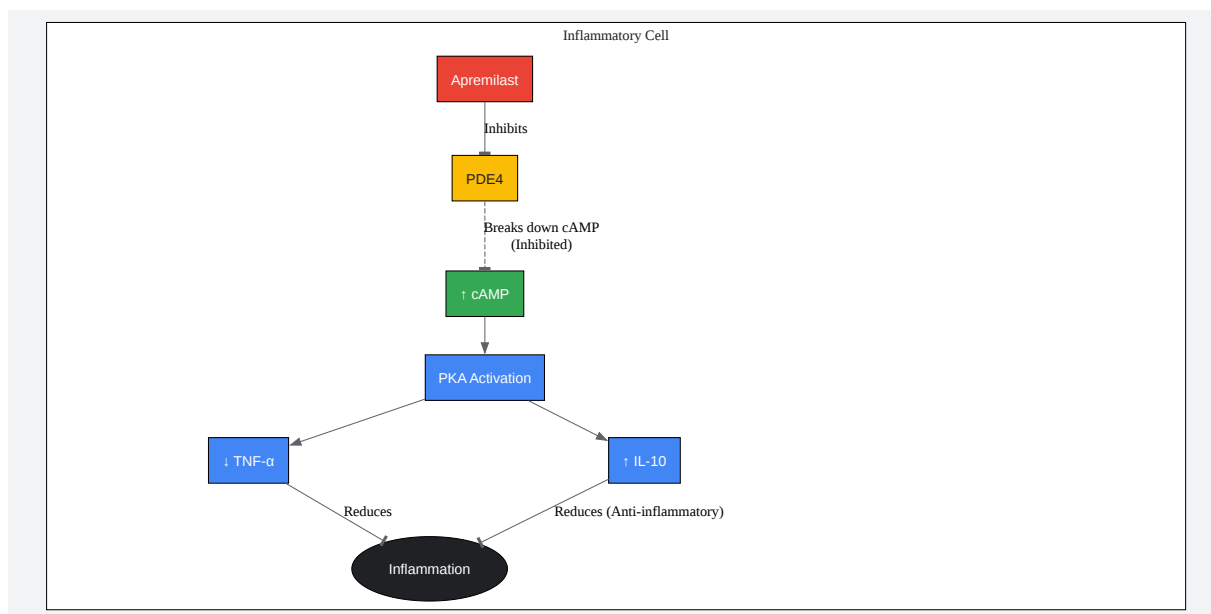 Inflammatory Cell
Apremilast
Inhibits
PDE4
Breaks down cAMP
(Inhibited)
↑ cAMP
PKA Activation
↓ TNF-α
↑ IL-10
Reduces
Reduces (Anti-inflammatory)
Inflammation